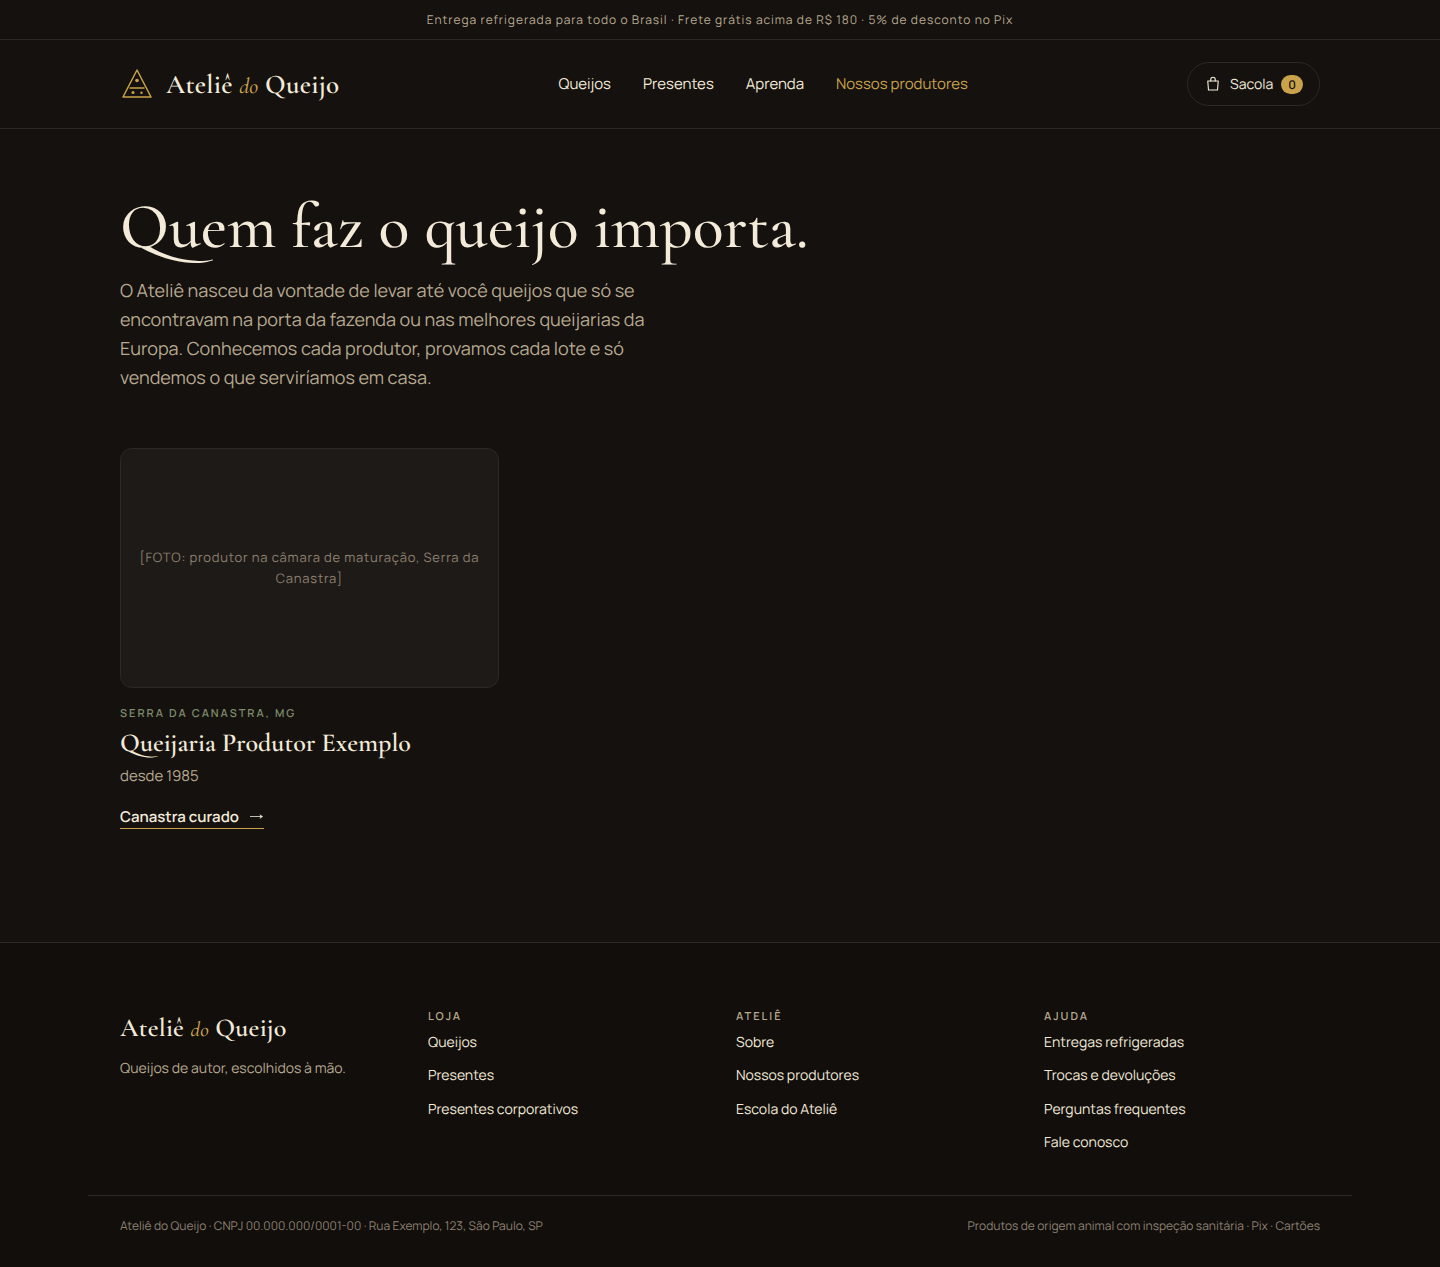 Entrega refrigerada para todo o Brasil · Frete grátis acima de R$ 180 · 5% de desconto no Pix
Ateliê do Queijo
Queijos
Presentes
Aprenda
Nossos produtores
Sacola 0
Quem faz o queijo importa.
O Ateliê nasceu da vontade de levar até você queijos que só se
encontravam na porta da fazenda ou nas melhores queijarias da
Europa. Conhecemos cada produtor, provamos cada lote e só
vendemos o que serviríamos em casa.
[FOTO: produtor na câmara de maturação, Serra da
Canastra]
SERRA DA CANASTRA, MG
Queijaria Produtor Exemplo
desde 1985
Canastra curado →
Ateliê do Queijo
Queijos de autor, escolhidos à mão.
LOJA
Queijos
Presentes
Presentes corporativos
ATELIÊ
Sobre
Nossos produtores
Escola do Ateliê
AJUDA
Entregas refrigeradas
Trocas e devoluções
Perguntas frequentes
Fale conosco
Ateliê do Queijo · CNPJ 00.000.000/0001-00 · Rua Exemplo, 123, São Paulo, SP
Produtos de origem animal com inspeção sanitária · Pix · Cartões